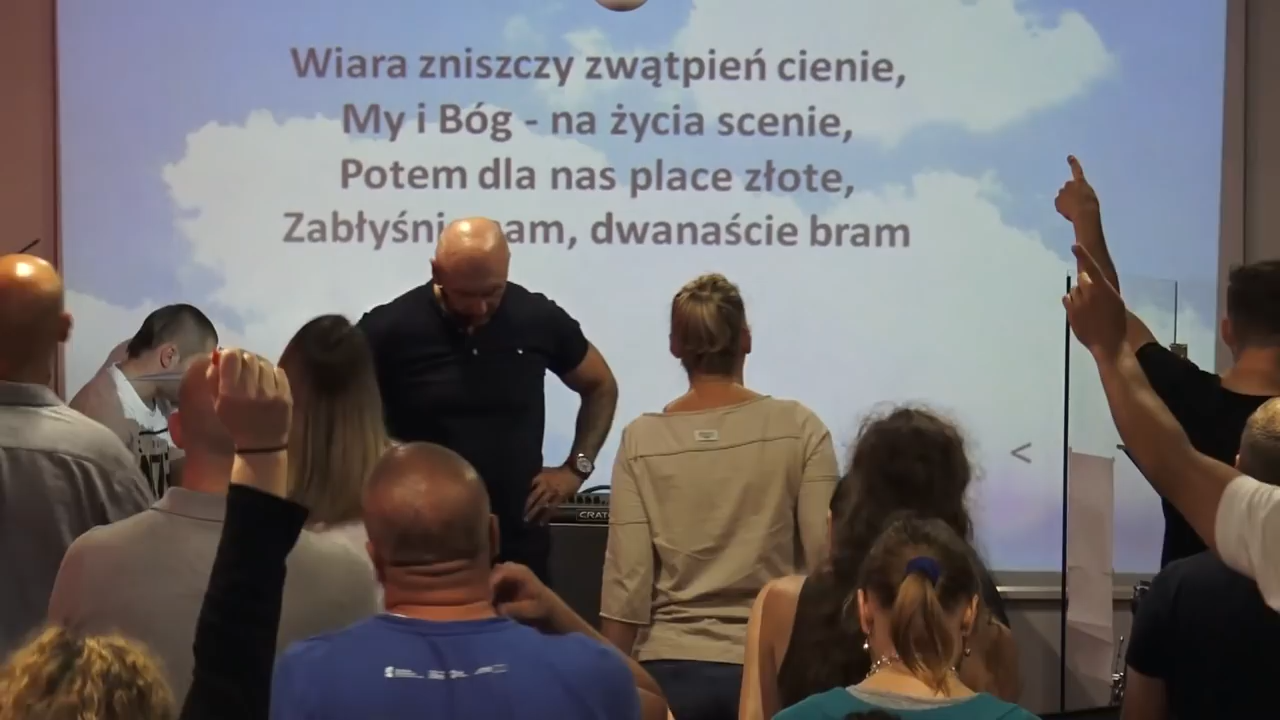 Wiara zniszczy zwątpień cienie,
My i Bóg - na życia scenie,
Potem dla nas place złote,
dwanaście bram
<